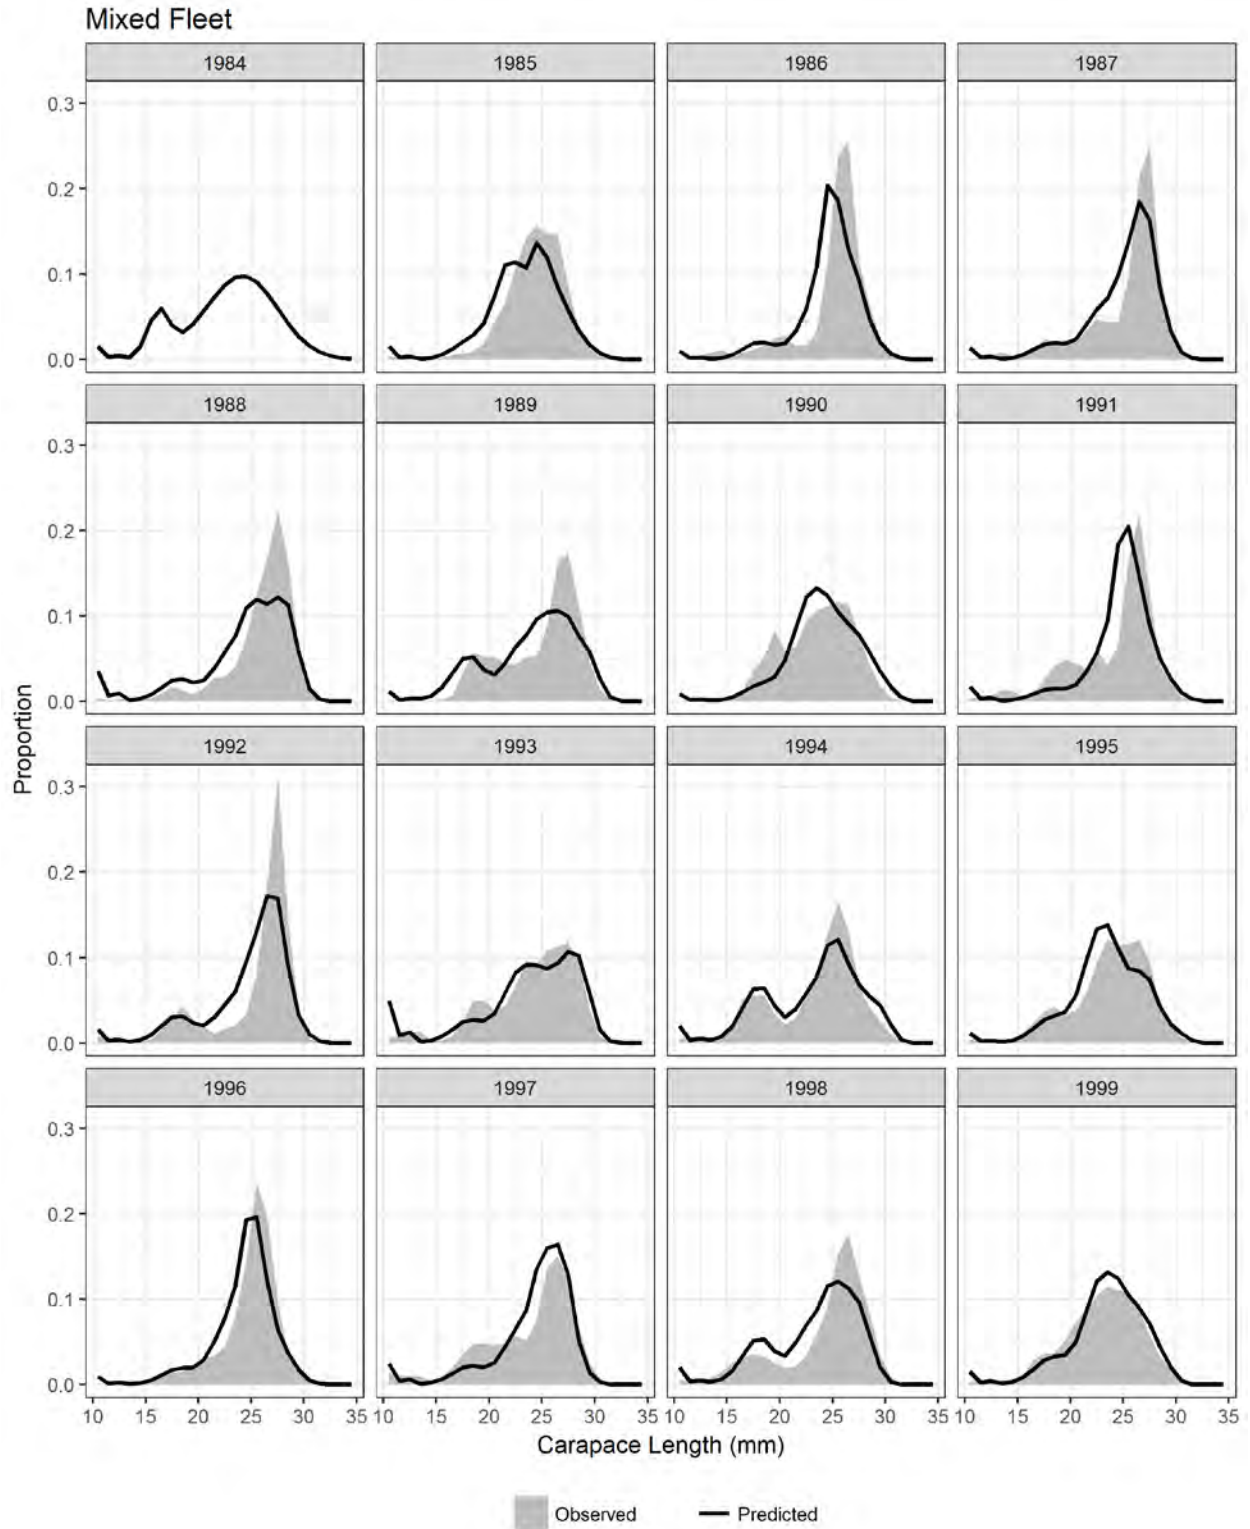 Mixed Fleet
1984 1985 1986 1987
0.3
0.2
0.1
0.0
1988 1989 1990 1991
0.3
0.2
0.1
0.0
Proportion
1992 1993 1994 1995
0.3
0.2
0.1
0.0
1996 1997 1998 1999
0.3
0.2
0.1
0.0
10 15 20 25 30 35 10 15 20 25 30 35 10 15 20 25 30 35 10 15 20 25 30 35
Carapace Length (mm)
Observed Predicted